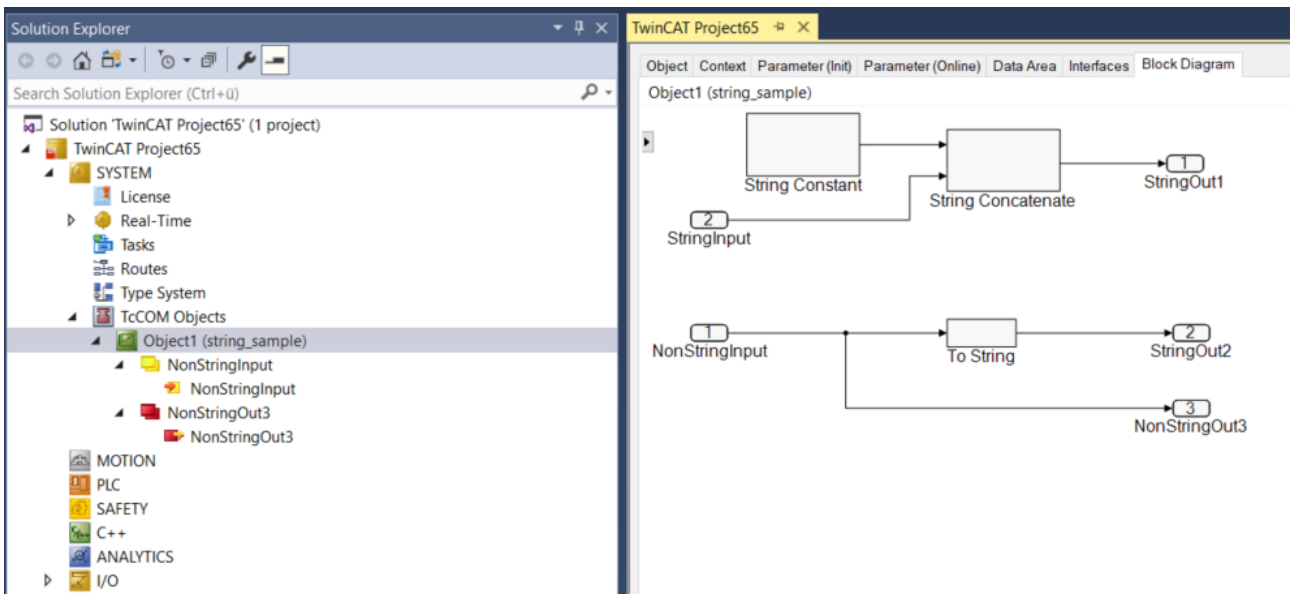 Solution Explorer
Search Solution Explorer (Ctrl+ü)
Solution 'TwinCAT Project65' (1 project)
TwinCAT Project65
SYSTEM
License
Real-Time
Tasks
Routes
Type System
TcCOM Objects
Object1 (string_sample)
NonStringInput
NonStringInput
NonStringOut3
NonStringOut3
MOTION
PLC
SAFETY
C++
ANALYTICS
I/O
TwinCAT Project65
Object Context Parameter (Init) Parameter (Online) Data Area Interfaces Block Diagram
Object1 (string_sample)
String Constant
String Concatenate
1
StringOut1
2
StringInput
1
NonStringInput
To String
2
StringOut2
3
NonStringOut3